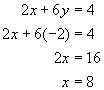 2x + 6y = 4
2x + 6(−2) = 4
2x = 16
x = 8